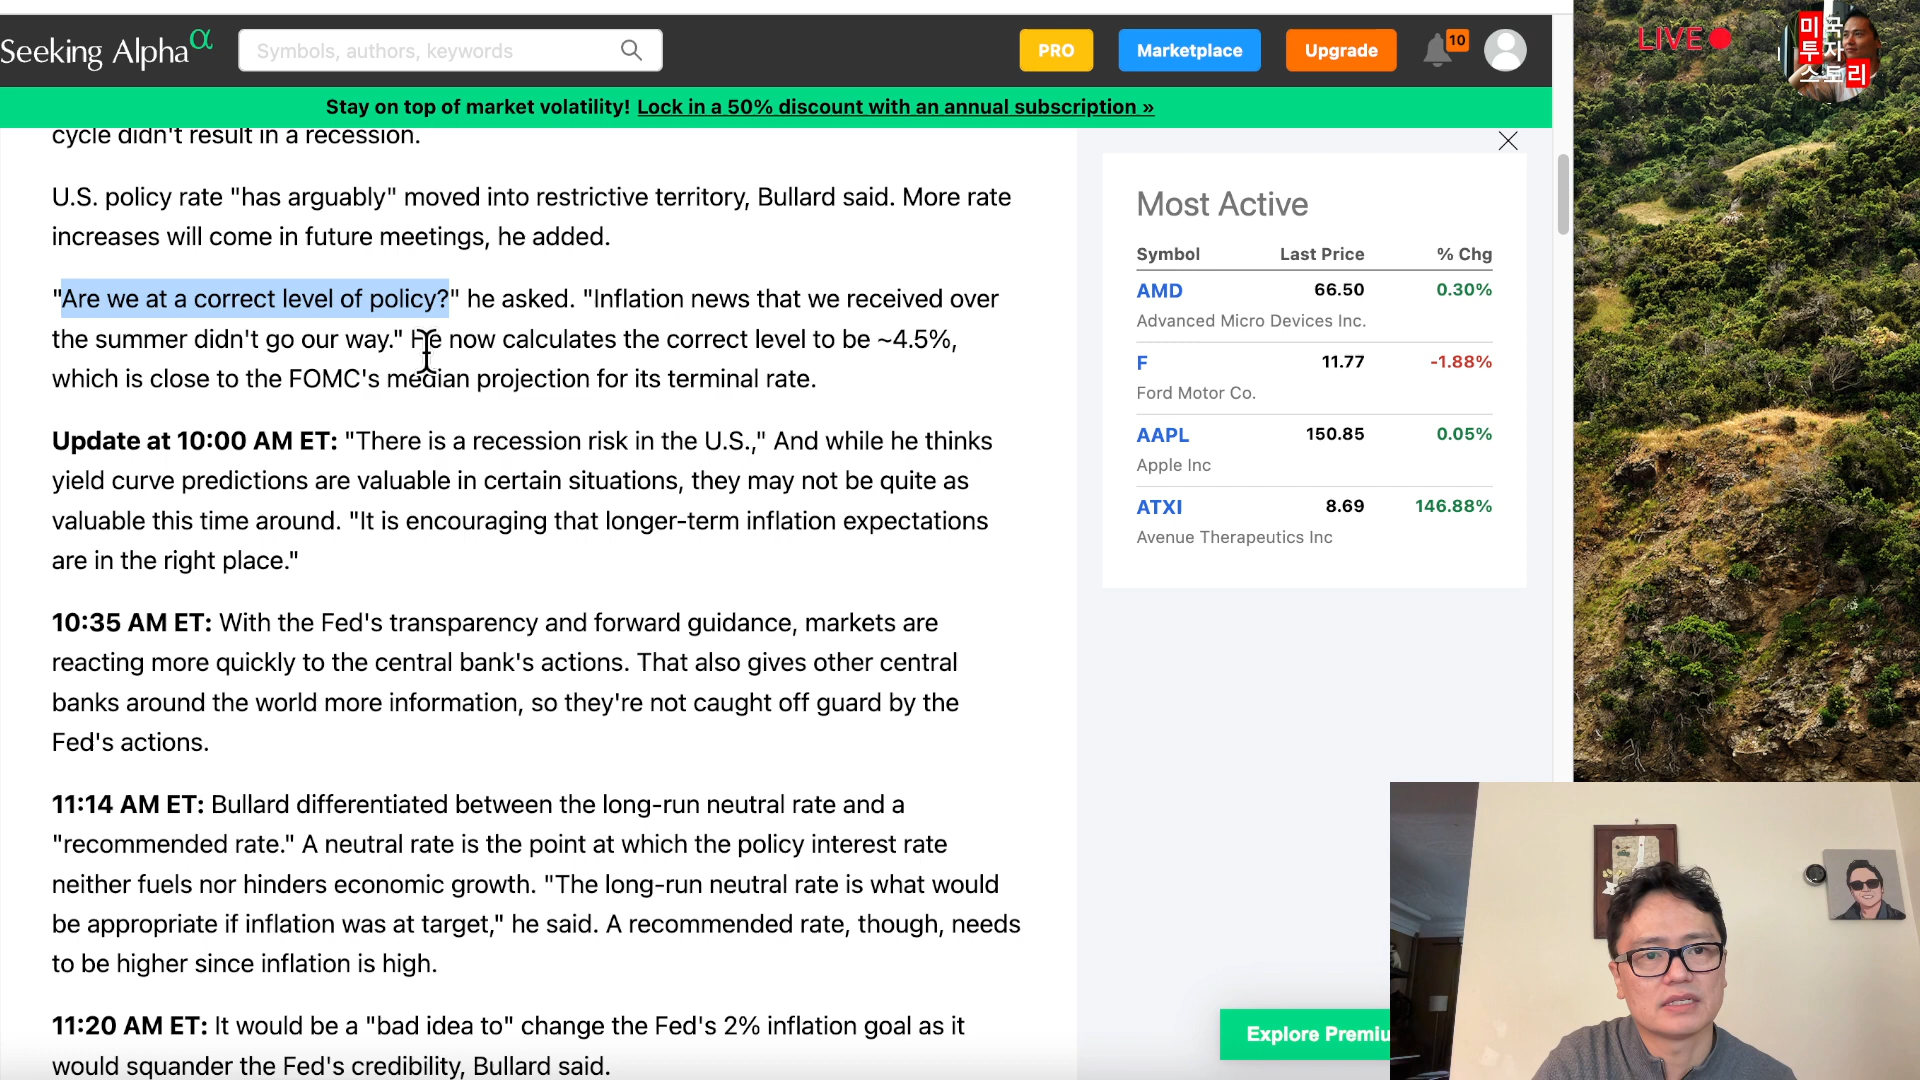 Seeking Alpha α
Symbols, authors, keywords
PRO
Marketplace
Upgrade
10
LIVE
미국
투자
스토리
Stay on top of market volatility! Lock in a 50% discount with an annual subscription »
cycle didn't result in a recession.
U.S. policy rate "has arguably" moved into restrictive territory, Bullard said. More rate
increases will come in future meetings, he added.
"Are we at a correct level of policy?" he asked. "Inflation news that we received over
the summer didn't go our way." He now calculates the correct level to be ~4.5%,
which is close to the FOMC's median projection for its terminal rate.
Update at 10:00 AM ET: "There is a recession risk in the U.S.," And while he thinks
yield curve predictions are valuable in certain situations, they may not be quite as
valuable this time around. "It is encouraging that longer-term inflation expectations
are in the right place."
10:35 AM ET: With the Fed's transparency and forward guidance, markets are
reacting more quickly to the central bank's actions. That also gives other central
banks around the world more information, so they're not caught off guard by the
Fed's actions.
11:14 AM ET: Bullard differentiated between the long-run neutral rate and a
"recommended rate." A neutral rate is the point at which the policy interest rate
neither fuels nor hinders economic growth. "The long-run neutral rate is what would
be appropriate if inflation was at target," he said. A recommended rate, though, needs
to be higher since inflation is high.
11:20 AM ET: It would be a "bad idea to" change the Fed's 2% inflation goal as it
would squander the Fed's credibility, Bullard said.
Most Active
Symbol Last Price % Chg
AMD 66.50 0.30%
Advanced Micro Devices Inc.
F 11.77 -1.88%
Ford Motor Co.
AAPL 150.85 0.05%
Apple Inc
ATXI 8.69 146.88%
Avenue Therapeutics Inc
Explore Premiu